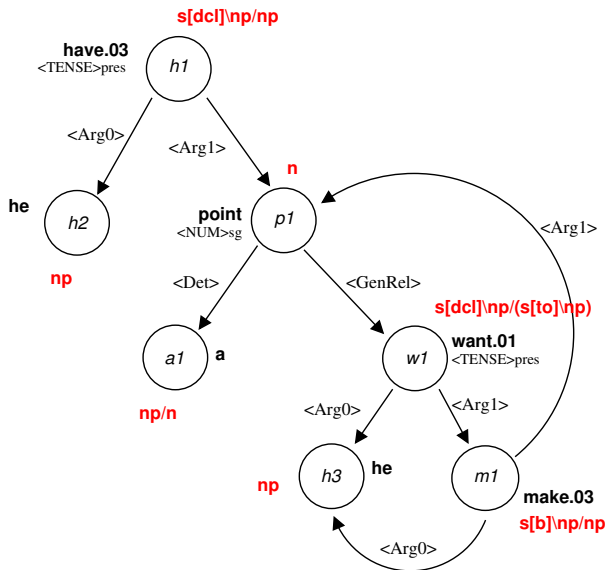 s[dcl]\np/np
have.03
<TENSE>pres
h1
<Arg0>
<Arg1>
n
he
h2
point
<NUM>sg
p1
<Arg1>
np
<Det>
<GenRel>
s[dcl]\np/(s[to]\np)
a1
a
want.01
<TENSE>pres
w1
np/n
<Arg0>
<Arg1>
np
h3
he
m1
make.03
s[b]\np/np
<Arg0>